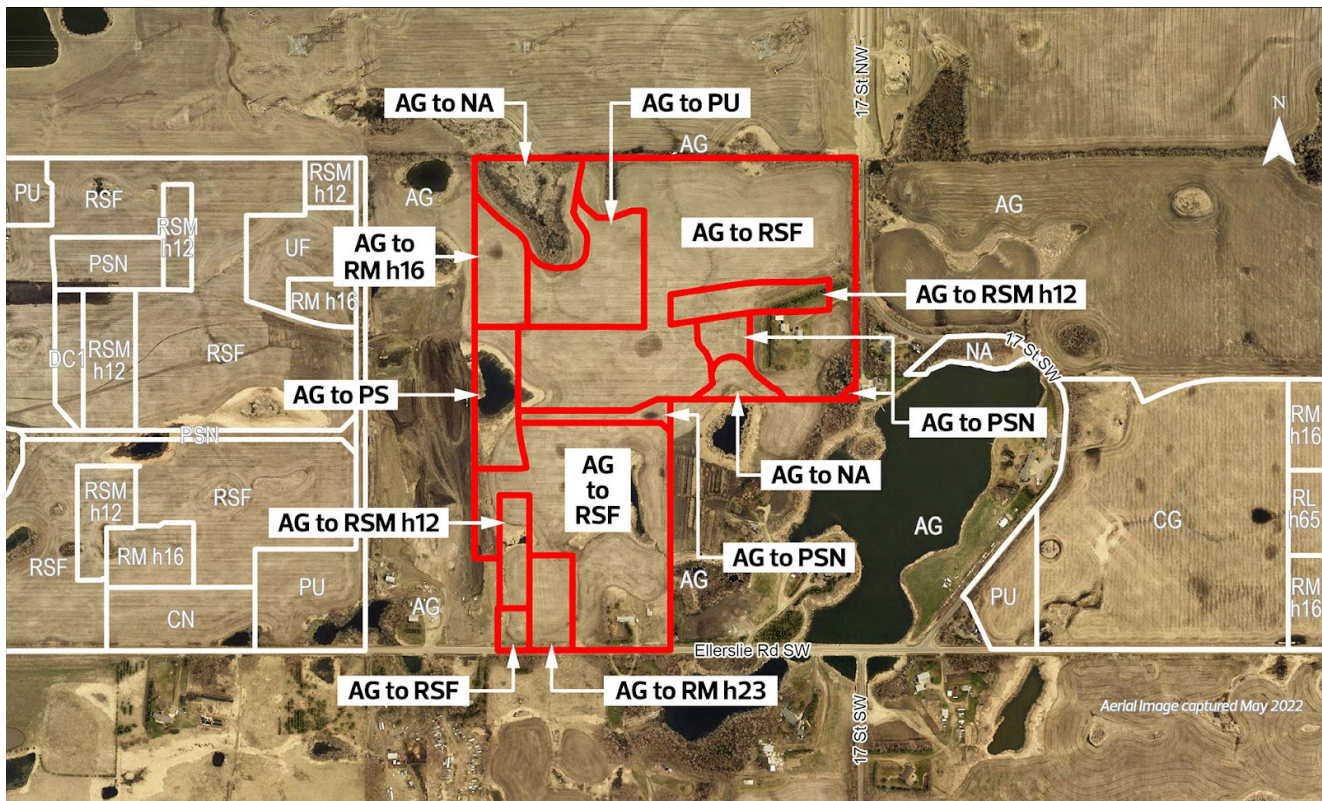 17 St NW
AG to NA
AG to PU
N
AG
PU
RSF
RSM
h12
AG
AG
RSM
h12
AG to RSF
AG to
RM h16
UF
PSN
RM h16
AG to RSM h12
DC1
RSM
h12
RSF
17 St SW
NA
AG to PS
AG to PSN
RM
h16
PSN
AG
to
RSF
AG to NA
RSM
h12
RSF
RL
h65
AG to RSM h12
AG
CG
RM h16
AG to PSN
RSF
PU
AG
AG
PU
RM
h16
CN
Ellerslie Rd SW
AG to RSF
AG to RM h23
17 St SW
Aerial Image captured May 2022